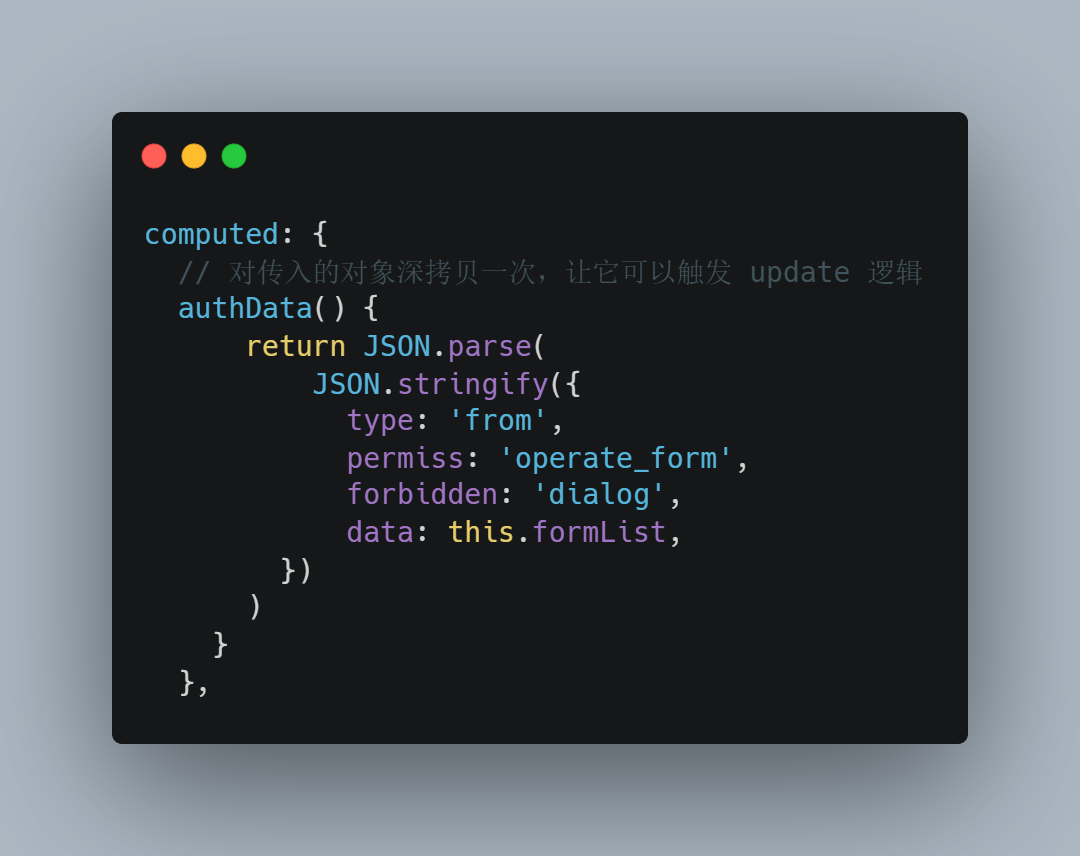 computed: {
// 对传入的对象深拷贝一次，让它可以触发 update 逻辑
authData() {
return JSON.parse(
JSON.stringify({
type: 'from',
permiss: 'operate_form',
forbidden: 'dialog',
data: this.formList,
})
)
}
},